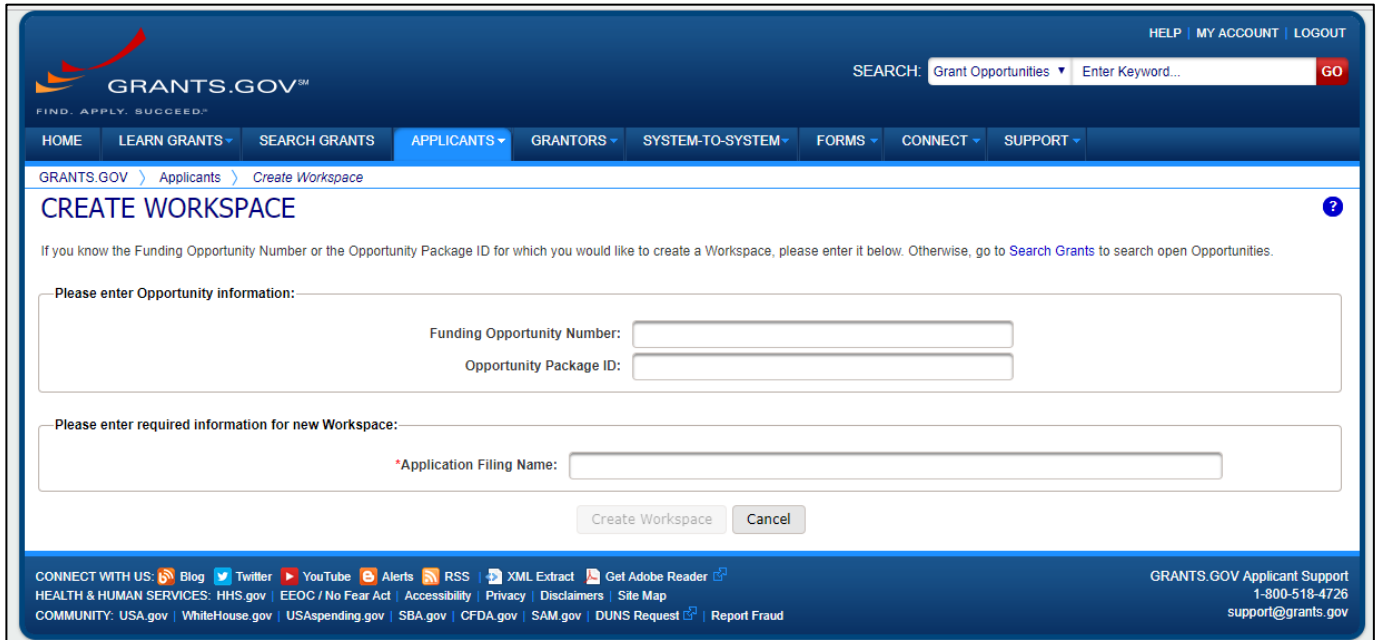 HELP | MY ACCOUNT | LOGOUT
SEARCH: Grant Opportunities ▼ Enter Keyword... GO
GRANTS.GOV℠
FIND. APPLY. SUCCEED.℠
HOME LEARN GRANTS SEARCH GRANTS APPLICANTS GRANTORS SYSTEM-TO-SYSTEM FORMS CONNECT SUPPORT
GRANTS.GOV 〉 Applicants 〉 Create Workspace
CREATE WORKSPACE ?
If you know the Funding Opportunity Number or the Opportunity Package ID for which you would like to create a Workspace, please enter it below. Otherwise, go to Search Grants to search open Opportunities.
Please enter Opportunity information:
Funding Opportunity Number:
Opportunity Package ID:
Please enter required information for new Workspace:
*Application Filing Name:
Create Workspace Cancel
CONNECT WITH US: Blog Twitter YouTube Alerts RSS | XML Extract Get Adobe Reader
HEALTH & HUMAN SERVICES: HHS.gov | EEOC / No Fear Act | Accessibility | Privacy | Disclaimers | Site Map
COMMUNITY: USA.gov | WhiteHouse.gov | USAspending.gov | SBA.gov | CFDA.gov | SAM.gov | DUNS Request | Report Fraud
GRANTS.GOV Applicant Support
1-800-518-4726
support@grants.gov